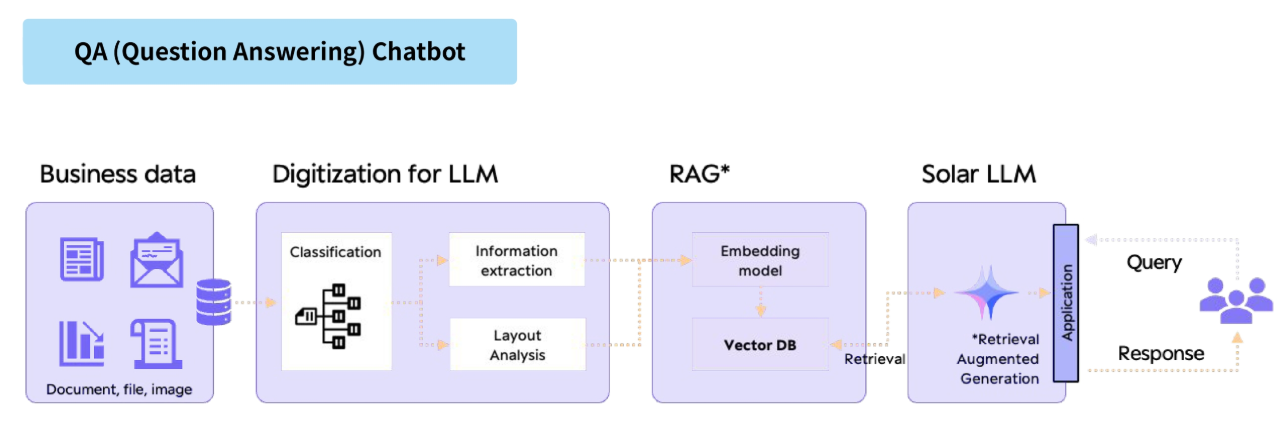 QA (Question Answering) Chatbot
Business data
Document, file, image
Digitization for LLM
Classification
Information
extraction
Layout
Analysis
RAG*
Embedding
model
Vector DB
Retrieval
Solar LLM
*Retrieval
Augmented
Generation
Application
Query
Response